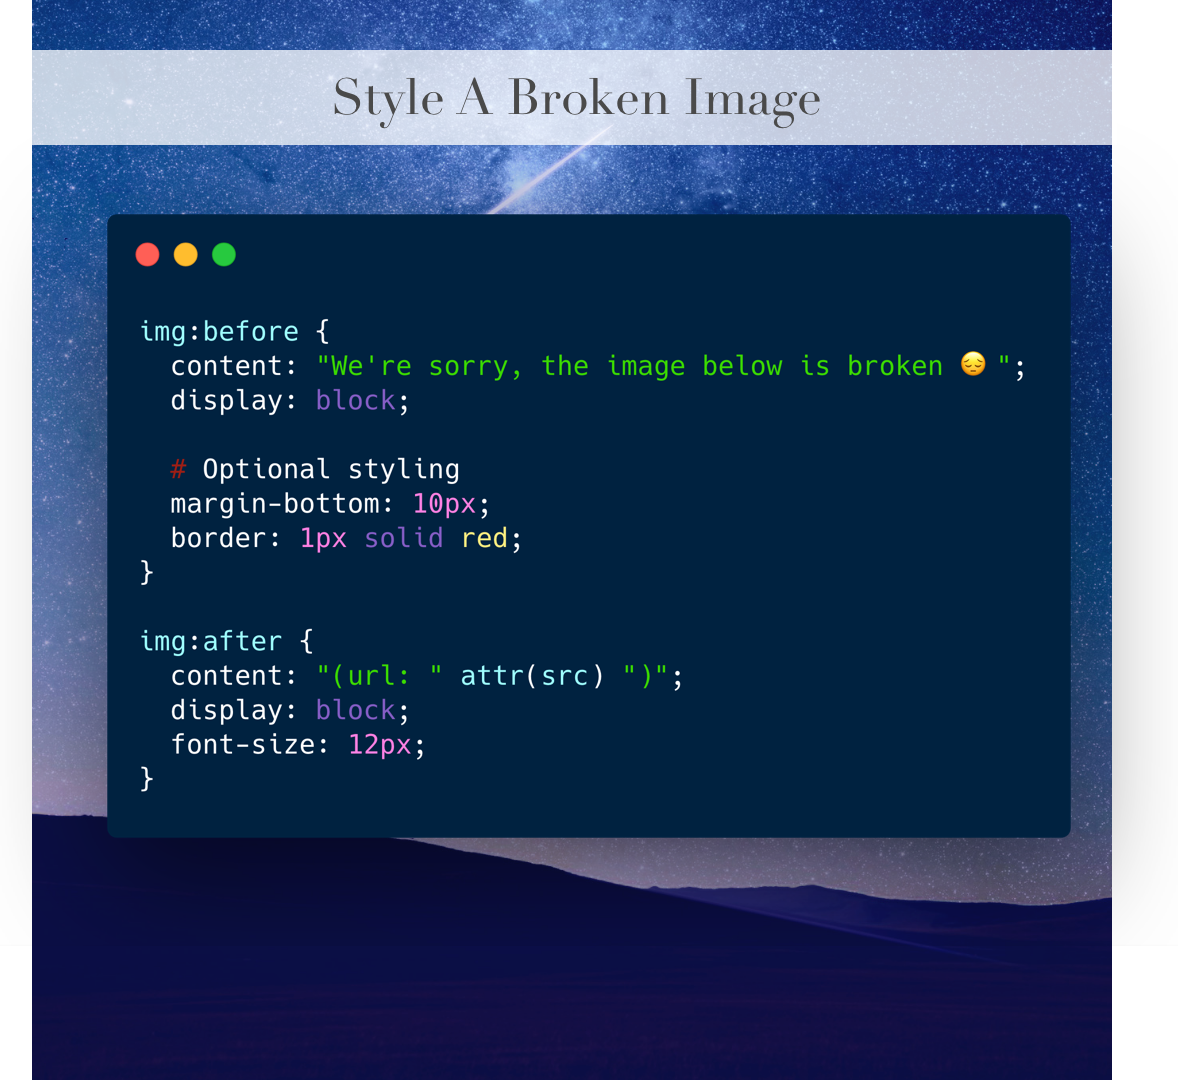 Style A Broken Image
img:before {
  content: "We're sorry, the image below is broken 😔 ";
  display: block;

  # Optional styling
  margin-bottom: 10px;
  border: 1px solid red;
}

img:after {
  content: "(url: " attr(src) ")";
  display: block;
  font-size: 12px;
}